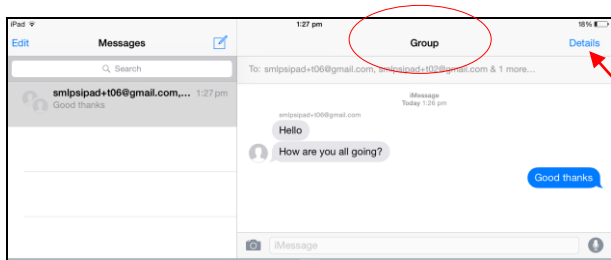 iPad 1:27 pm 18%
Edit Messages Group Details
Search
To: smlpsipad+t06@gmail.com, smlpsipad+t02@gmail.com & 1 more...
smlpsipad+t06@gmail.com,... 1:27 pm
Good thanks
iMessage
Today 1:26 pm
smlpsipad+t06@gmail.com
Hello
How are you all going?
Good thanks
iMessage